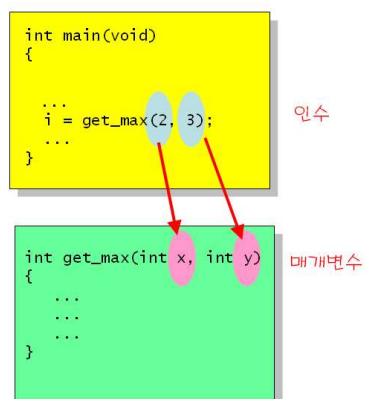 int main(void)
{
...
i = get_max(2, 3);
...
}
인수
int get_max(int x, int y)
{
...
...
...
}
매개변수